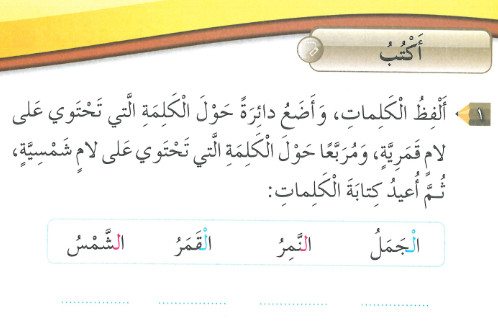 أَكْتُبُ
١ أَلْفِظُ الْكَلِماتِ، وَأَضَعُ دائِرَةً حَوْلَ الْكَلِمَةِ الَّتي تَحْتَوي عَلى
لامٍ قَمَرِيَّةٍ، وَمُرَبَّعًا حَوْلَ الْكَلِمَةِ الَّتي تَحْتَوي عَلى لامٍ شَمْسِيَّةٍ،
ثُمَّ أُعيدُ كِتابَةَ الْكَلِماتِ:
الْجَمَلُ النَّمِرُ الْقَمَرُ الشَّمْسُ